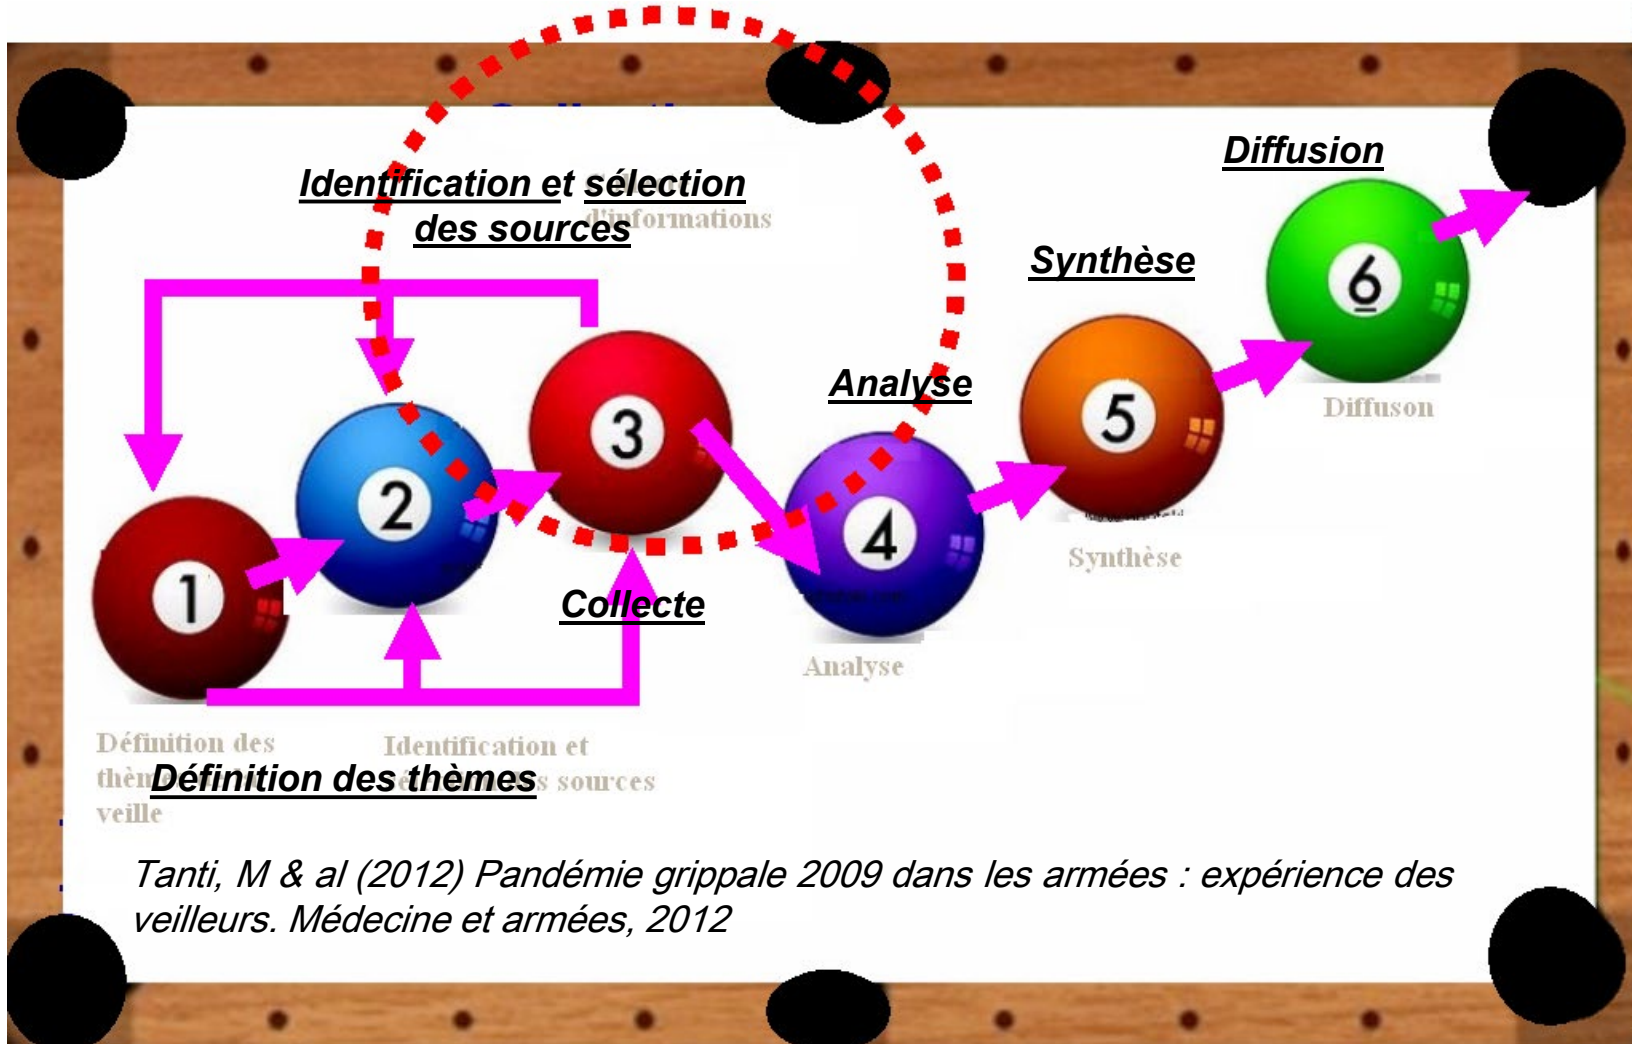 Diffusion
Identification et sélection
des sources
d'informations
Synthèse
6
Analyse
5
Diffuson
3
2
4
Synthèse
1
Collecte
Analyse
Définition des
Identification et
Définition des thèmes
sources
veille
Tanti, M & al (2012) Pandémie grippale 2009 dans les armées : expérience des
veilleurs. Médecine et armées, 2012